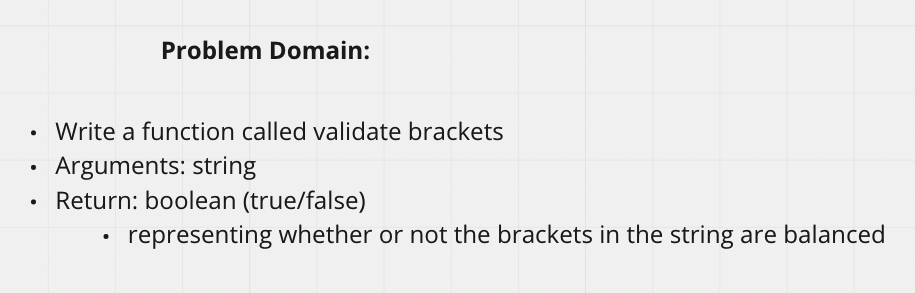 Problem Domain:
• Write a function called validate brackets
• Arguments: string
• Return: boolean (true/false)
• representing whether or not the brackets in the string are balanced